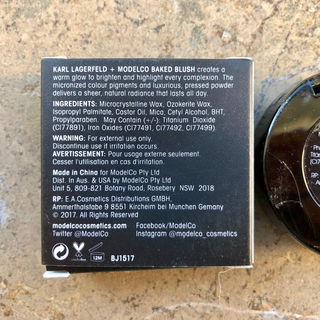 KARL LAGERFELD + MODELCO BAKED BLUSH creates a
warm glow to brighten and highlight every complexion. The
micronized colour pigments and luxurious, pressed powder
delivers a sheer, natural radiance that lasts all day.
INGREDIENTS: Microcrystalline Wax, Ozokerite Wax,
Isopropyl Palmitate, Castor Oil, Mica, Cetyl Alcohol, BHT,
Propylparaben. May Contain (+/-): Titanium Dioxide
(CI77891), Iron Oxides (CI77491, CI77492, CI77499)
WARNING: For external use only.
Discontinue use if irritation occurs.
AVERTISSEMENT: Pour usage externe seulement.
Cesser l'utilisation en cas d'irritation.
Made in China for ModelCo Pty Ltd
Dist. In Aus. & USA by ModelCo Pty Ltd
Unit 5, 809-821 Botany Road, Rosebery NSW 2018
RP: E.A Cosmetics Distributions GMBH,
Ammerthalstraße 9 8551 Kirchheim bei Munchen Gemany
© 2017. All rights reserved.
modelcocosmetics.com Facebook/ModelCo
Twitter @ModelCo Instagram @modelco_cosmetics
12M BJ1517
RP: